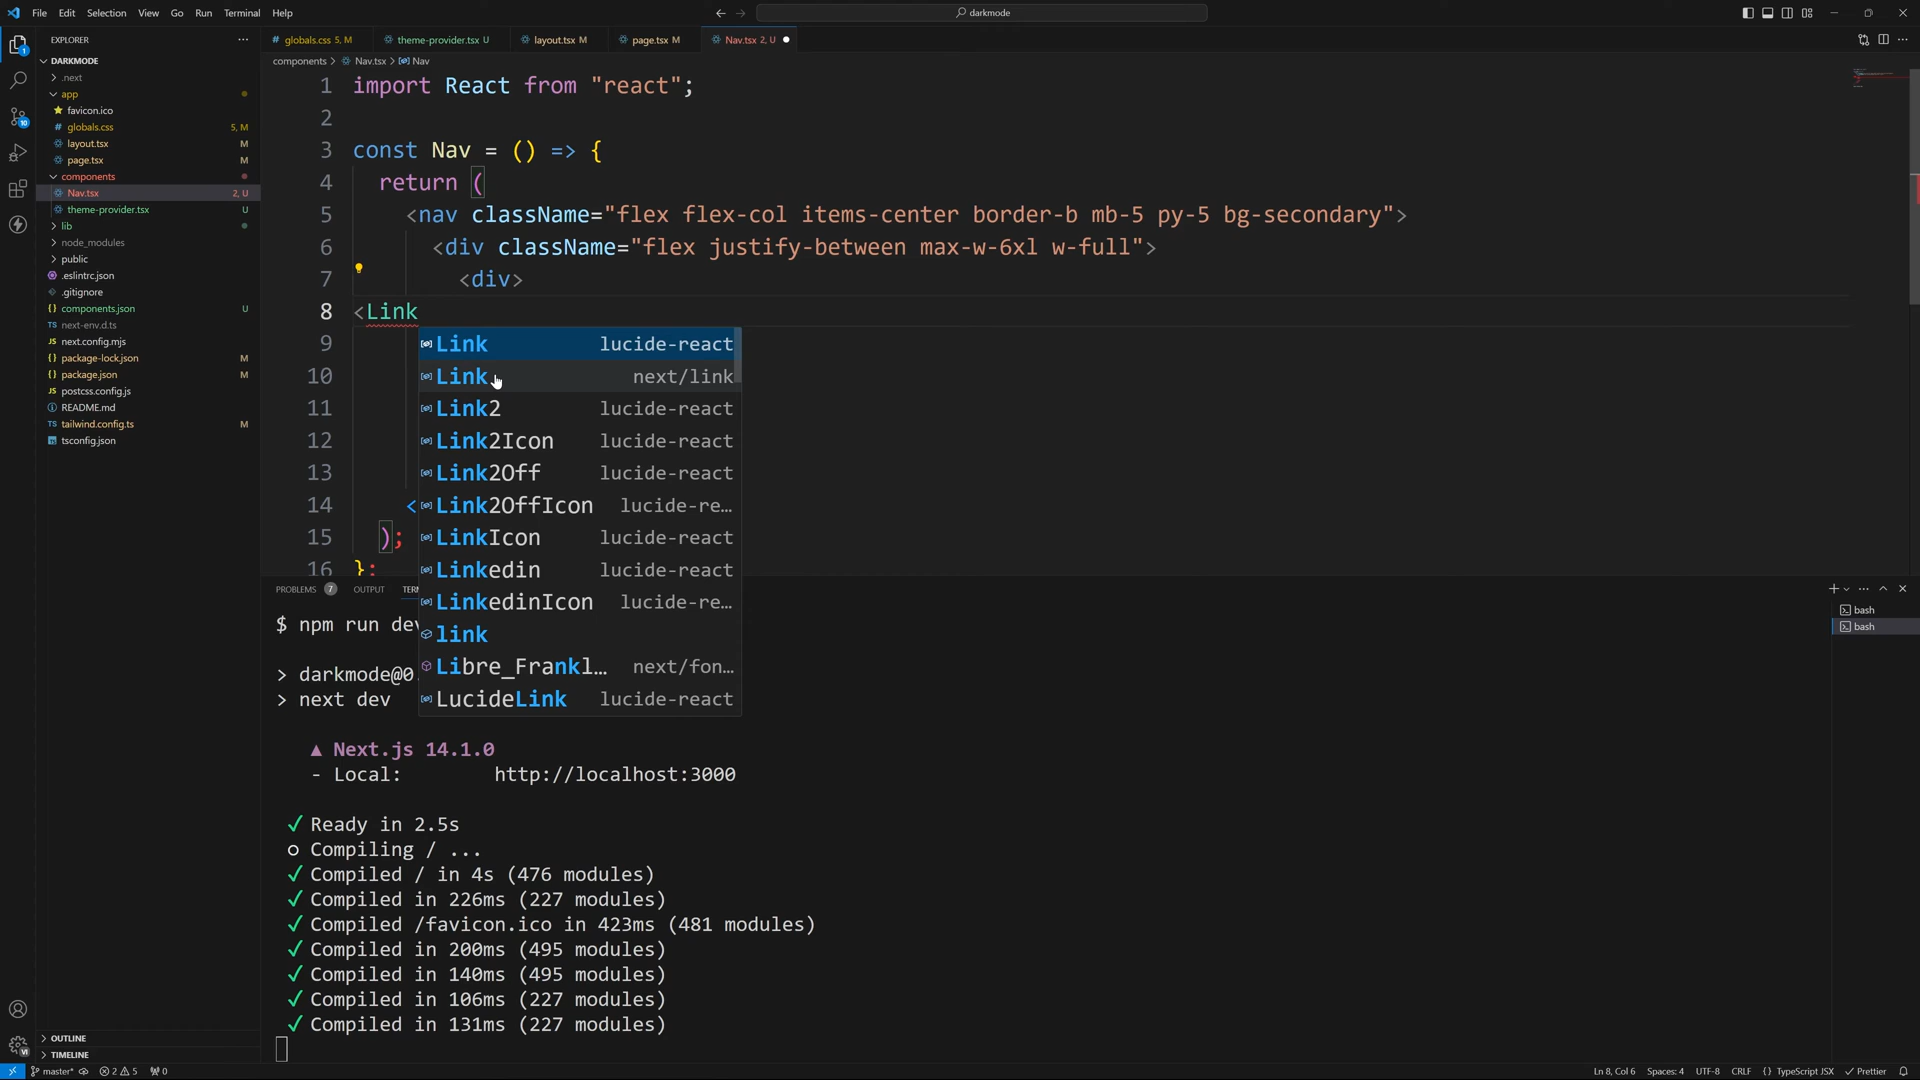 File Edit Selection View Go Run Terminal Help
darkmode
EXPLORER
globals.css 5, M
theme-provider.tsx U
layout.tsx M
page.tsx M
Nav.tsx 2, U
components > Nav.tsx > Nav
DARKMODE
.next
app
favicon.ico
globals.css 5, M
layout.tsx M
page.tsx M
components
Nav.tsx 2, U
theme-provider.tsx U
lib
node_modules
public
.eslintrc.json
.gitignore
components.json U
next-env.d.ts
next.config.mjs
package-lock.json M
package.json M
postcss.config.js
README.md
tailwind.config.ts M
tsconfig.json
OUTLINE
TIMELINE
1 import React from "react";
2
3 const Nav = () => {
4 return (
5 <nav className="flex flex-col items-center border-b mb-5 py-5 bg-secondary">
6 <div className="flex justify-between max-w-6xl w-full">
7 <div>
8 <Link
9
10
11
12
13
14 <
15 );
16 };
Link lucide-react
Link next/link
Link2 lucide-react
Link2Icon lucide-react
Link2Off lucide-react
Link2OffIcon lucide-re…
LinkIcon lucide-react
Linkedin lucide-react
LinkedinIcon lucide-re…
link
Libre_Frankl… next/fon…
LucideLink lucide-react
PROBLEMS 7 OUTPUT TERM
bash
bash
$ npm run dev
> darkmode@0.
> next dev
▲ Next.js 14.1.0
- Local: http://localhost:3000
✓ Ready in 2.5s
○ Compiling / ...
✓ Compiled / in 4s (476 modules)
✓ Compiled in 226ms (227 modules)
✓ Compiled /favicon.ico in 423ms (481 modules)
✓ Compiled in 200ms (495 modules)
✓ Compiled in 140ms (495 modules)
✓ Compiled in 106ms (227 modules)
✓ Compiled in 131ms (227 modules)
master* 2 5 0
Ln 8, Col 6 Spaces: 4 UTF-8 CRLF {} TypeScript JSX Prettier